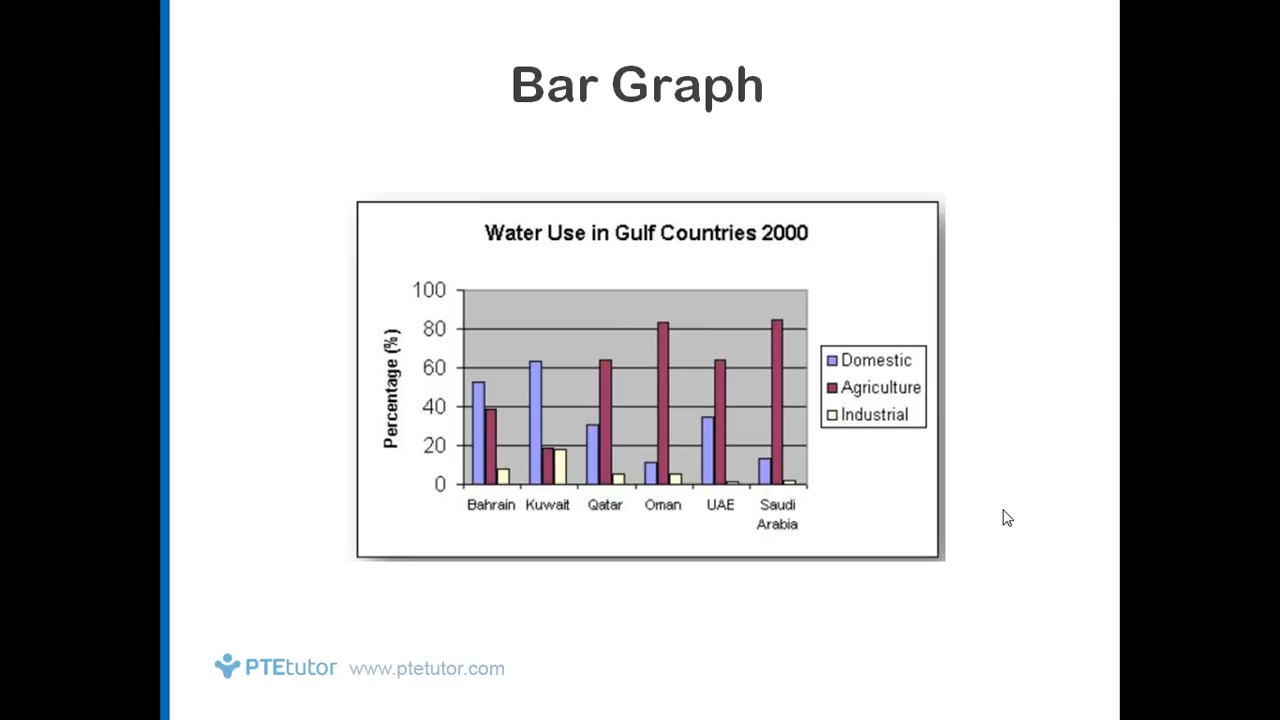 Bar Graph
Water Use in Gulf Countries 2000
100
80
60
40
20
0
Percentage (%)
Bahrain Kuwait Qatar Oman UAE Saudi Arabia
Domestic
Agriculture
Industrial
PTEtutor www.ptetutor.com